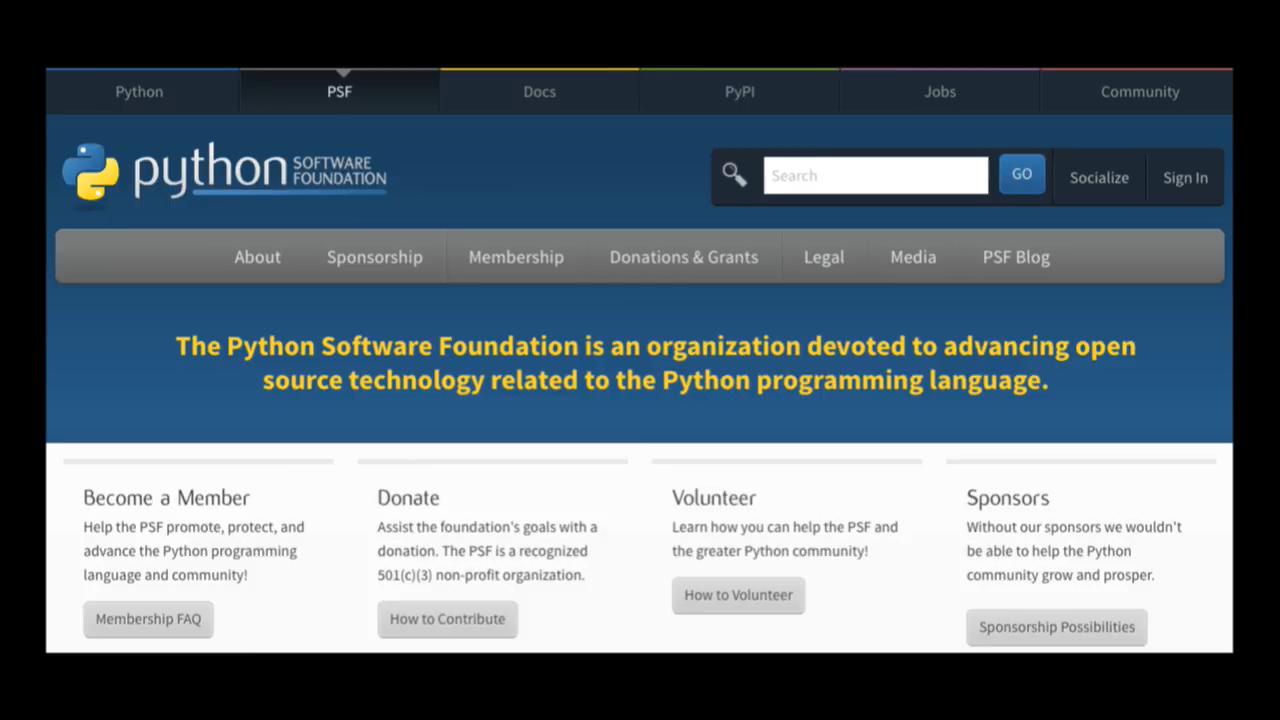 Python PSF Docs PyPI Jobs Community
python SOFTWARE FOUNDATION
Search GO Socialize Sign In
About Sponsorship Membership Donations & Grants Legal Media PSF Blog
The Python Software Foundation is an organization devoted to advancing open
source technology related to the Python programming language.
Become a Member
Help the PSF promote, protect, and
advance the Python programming
language and community!
Membership FAQ
Donate
Assist the foundation's goals with a
donation. The PSF is a recognized
501(c)(3) non-profit organization.
How to Contribute
Volunteer
Learn how you can help the PSF and
the greater Python community!
How to Volunteer
Sponsors
Without our sponsors we wouldn't
be able to help the Python
community grow and prosper.
Sponsorship Possibilities